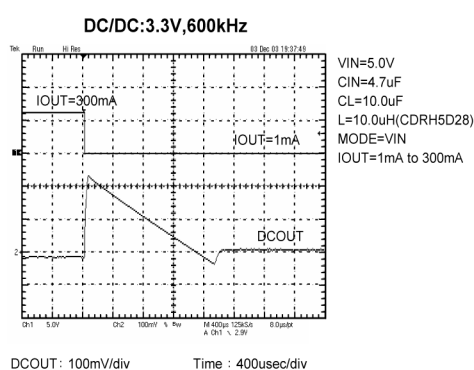 DC/DC:3.3V,600kHz
Tek Run Hi Res 03 Dec 03 19:37:49
IOUT=300mA
IOUT=1mA
DCOUT
2
Ch1 5.0V Ch2 100mV % Bw M 400µs 125kS/s 8.0µs/pt
A Ch1 \ 2.9V
VIN=5.0V
CIN=4.7uF
CL=10.0uF
L=10.0uH(CDRH5D28)
MODE=VIN
IOUT=1mA to 300mA
DCOUT: 100mV/div Time : 400usec/div